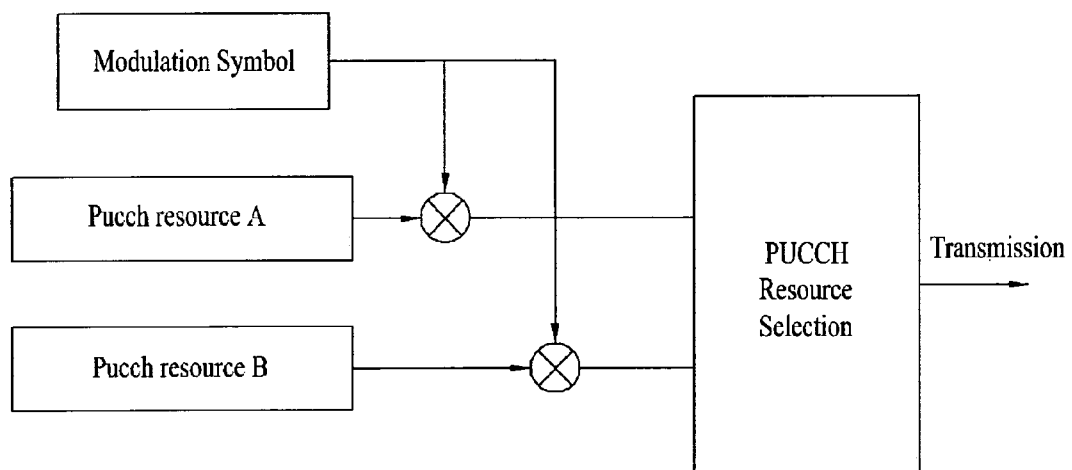 Modulation Symbol
Pucch resource A
Pucch resource B
PUCCH
Resource
Selection
Transmission